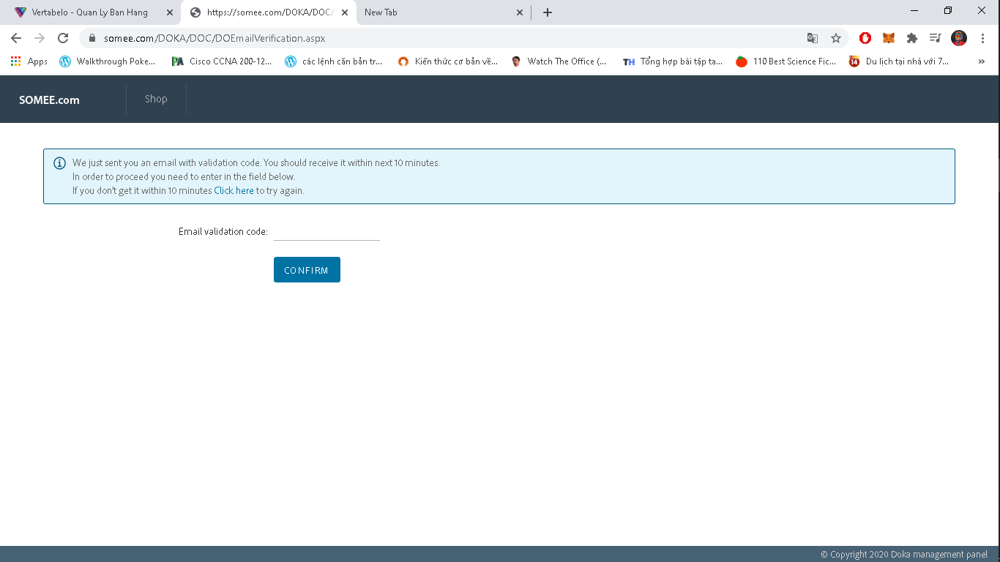 Vertabelo - Quan Ly Ban Hang
https://somee.com/DOKA/DOC/
New Tab
somee.com/DOKA/DOC/DOEmailVerification.aspx
Apps
Walkthrough Poke...
Cisco CCNA 200-12...
các lệnh căn bản tr...
Kiến thức cơ bản về...
Watch The Office (...
TH Tổng hợp bài tập ta...
110 Best Science Fic...
Du lịch tại nhà với 7...
SOMEE.com
Shop
We just sent you an email with validation code. You should receive it within next 10 minutes.
In order to proceed you need to enter in the field below.
If you don't get it within 10 minutes Click here to try again.
Email validation code:
CONFIRM
© Copyright 2020 Doka management panel